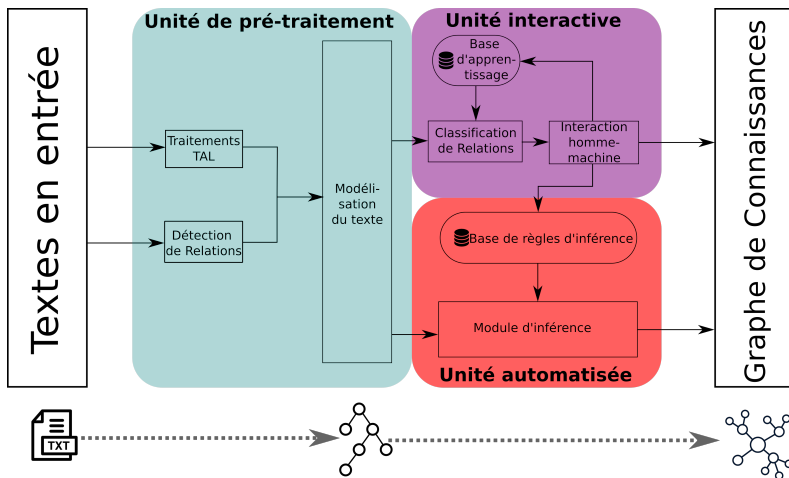 Textes en entrée
Unité de pré-traitement
Traitements
TAL
Détection
de Relations
Modéli-
sation
du texte
Unité interactive
Base
d'appren-
tissage
Classification
de Relations
Interaction
homme-
machine
Base de règles d'inférence
Module d'inférence
Unité automatisée
Graphe de Connaissances
TXT